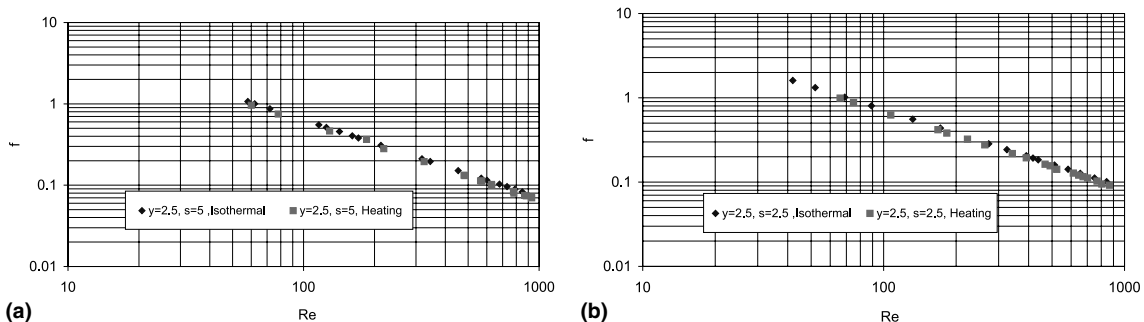 10
1
f
0.1
0.01
y=2.5, s=5 ,Isothermal
y=2.5, s=5, Heating
10
100
1000
(a)
Re
10
1
f
0.1
0.01
y=2.5, s=2.5 ,Isothermal
y=2.5, s=2.5, Heating
10
100
1000
(b)
Re